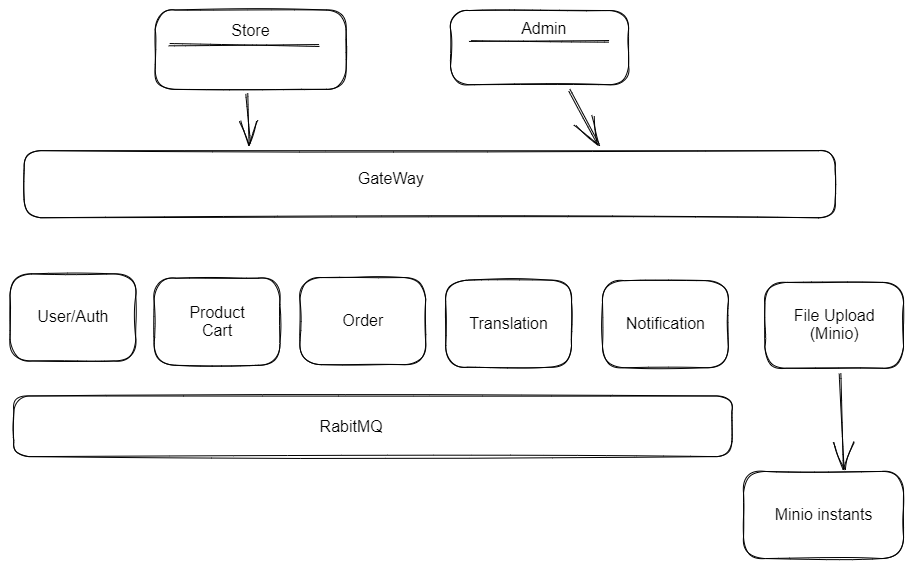 Store
Admin
GateWay
User/Auth
Product
Cart
Order
Translation
Notification
File Upload
(Minio)
RabitMQ
Minio instants